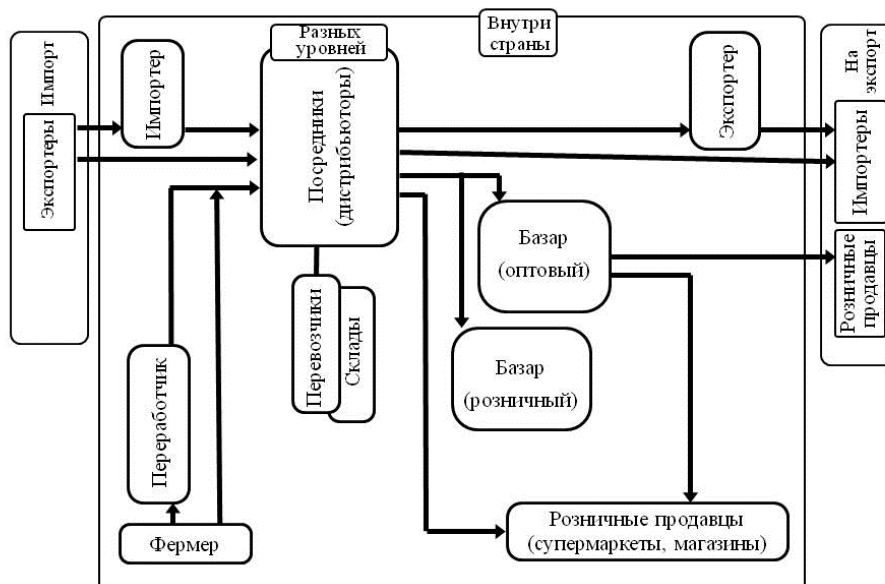 Импорт
Экспортеры
Импортер
Разных
уровней
Посредники
(дистрибьюторы)
Внутри
страны
Экспортер
На
экспорт
Импортеры
Розничные
продавцы
Базар
(оптовый)
Базар
(розничный)
Перевозчики
Склады
Переработчик
Фермер
Розничные продавцы
(супермаркеты, магазины)